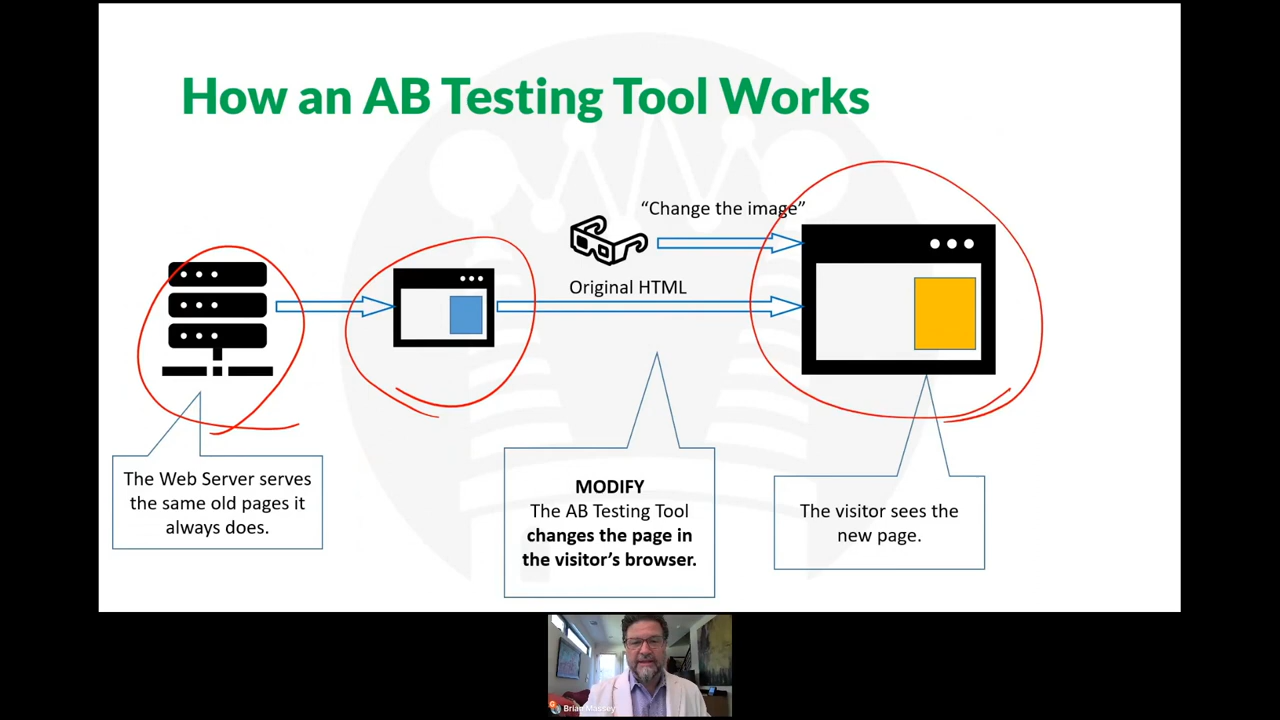 How an AB Testing Tool Works
“Change the image”
Original HTML
The Web Server serves
the same old pages it
always does.
MODIFY
The AB Testing Tool
changes the page in
the visitor’s browser.
The visitor sees the
new page.
Brian Massey